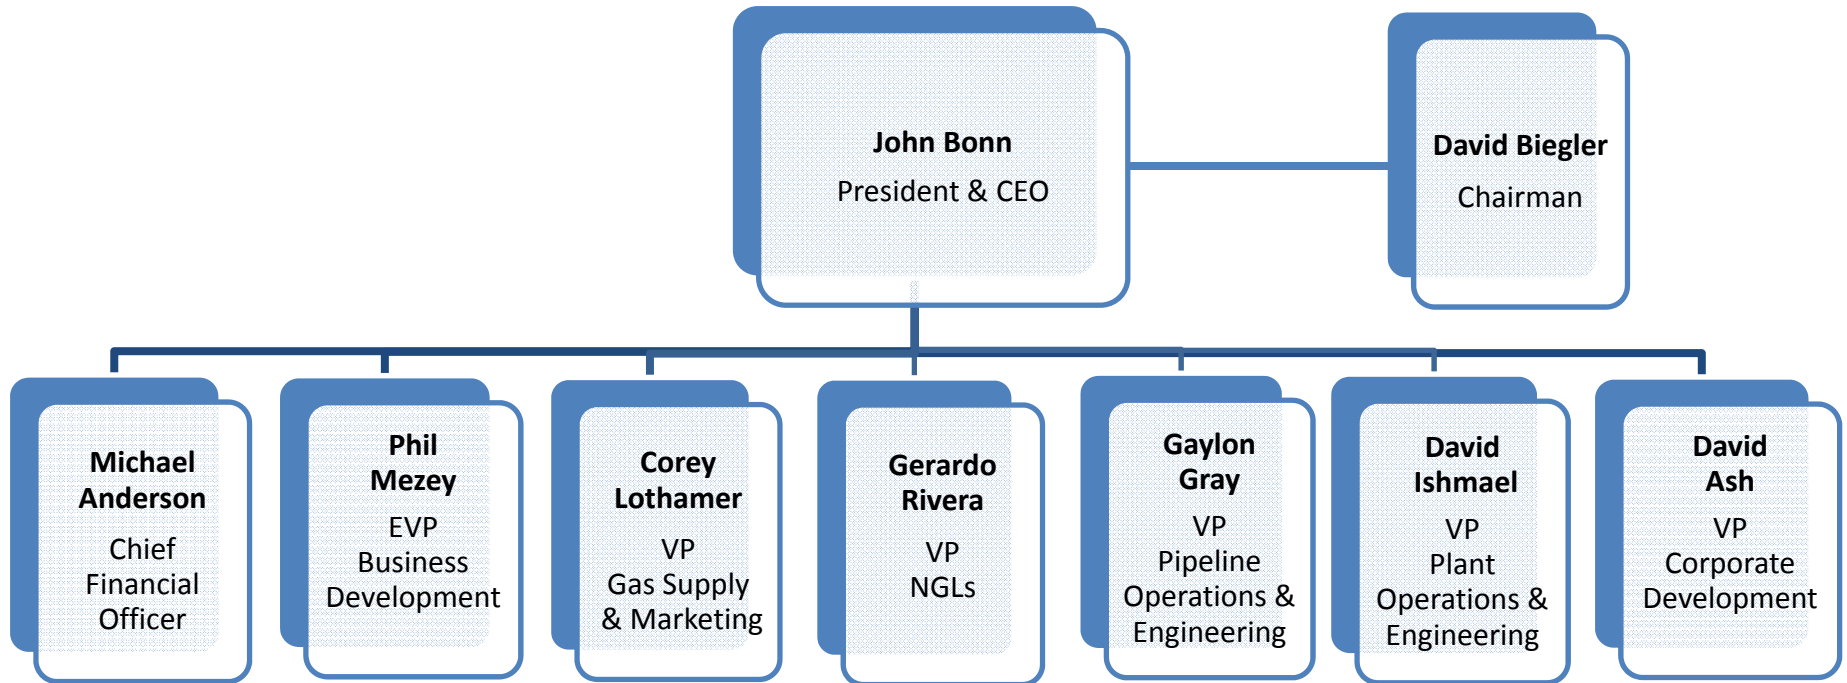 John Bonn
President & CEO
David Biegler
Chairman
Michael
Anderson
Chief
Financial
Officer
Phil
Mezey
EVP
Business
Development
Corey
Lothamer
VP
Gas Supply
& Marketing
Gerardo
Rivera
VP
NGLs
Gaylon
Gray
VP
Pipeline
Operations &
Engineering
David
Ishmael
VP
Plant
Operations &
Engineering
David
Ash
VP
Corporate
Development